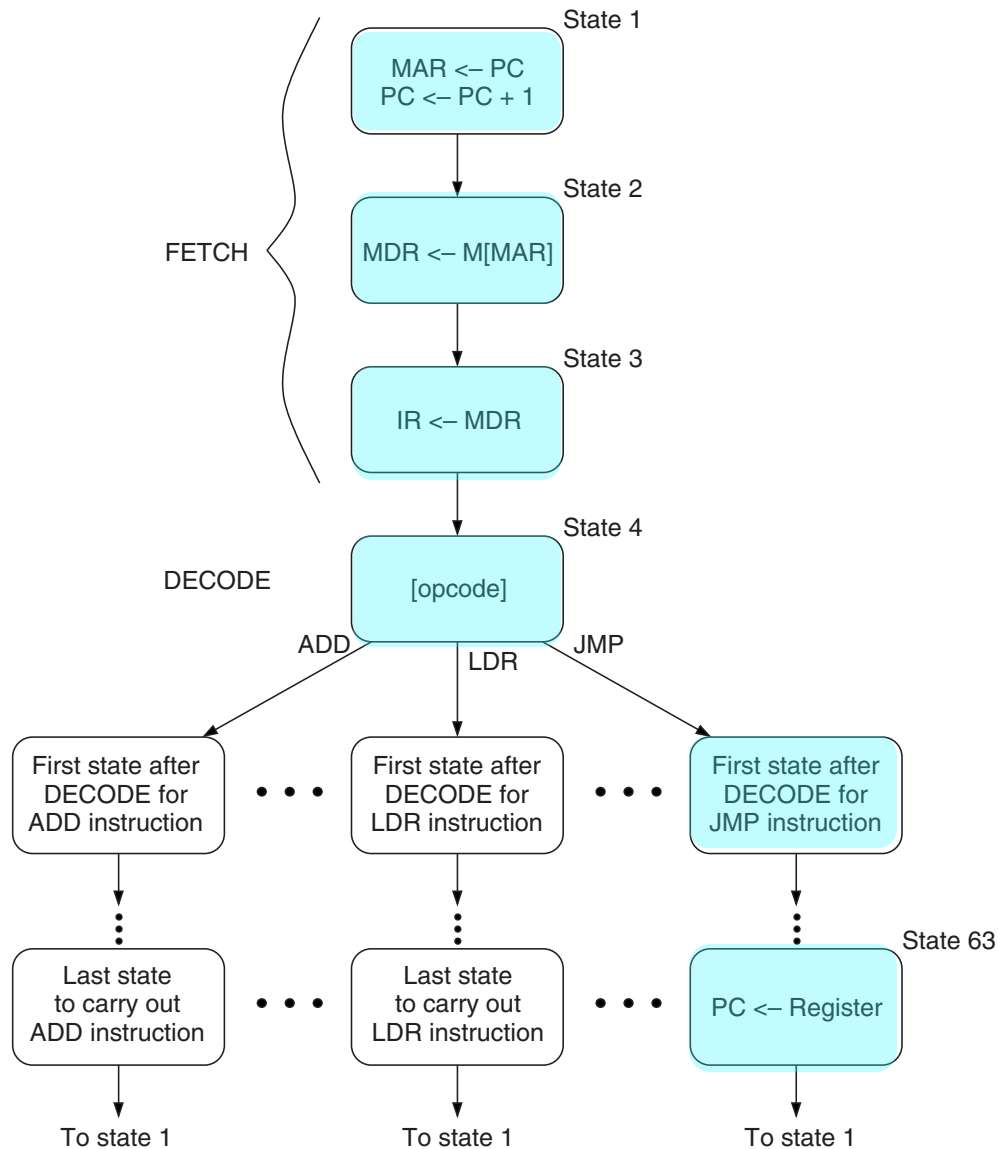 State 1
MAR <– PC
PC <– PC + 1
State 2
FETCH
MDR <– M[MAR]
State 3
IR <– MDR
State 4
DECODE
[opcode]
ADD
LDR
JMP
First state after
DECODE for
ADD instruction
First state after
DECODE for
LDR instruction
First state after
DECODE for
JMP instruction
State 63
Last state
to carry out
ADD instruction
Last state
to carry out
LDR instruction
PC <– Register
To state 1
To state 1
To state 1